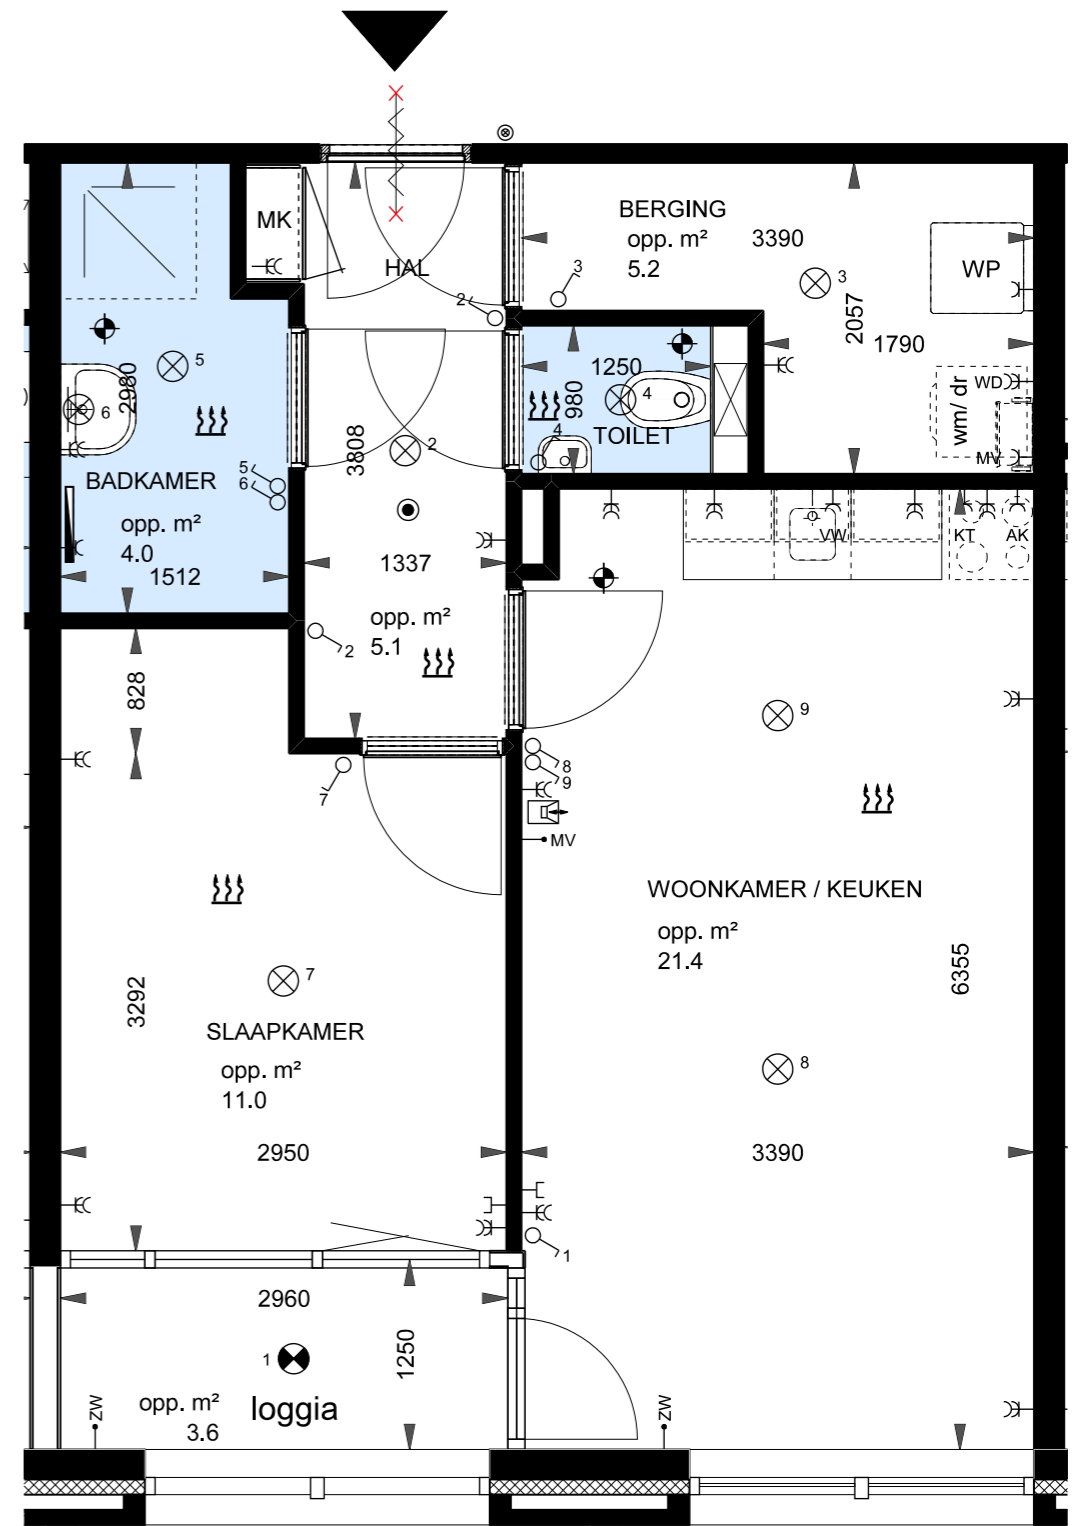 MK
HAL
2
BERGING
opp. m²
5.2
3390
3
3
2057
WP
1790
WD
wm/ dr
MV
1250
980
4
4
TOILET
5
6
2980
BADKAMER
opp. m²
4.0
1512
5
6
3808
2
1337
opp. m²
5.1
2
VW
KT
AK
828
7
8
9
MV
9
WOONKAMER / KEUKEN
opp. m²
21.4
6355
8
3390
3292
7
SLAAPKAMER
opp. m²
11.0
2950
1
2960
1250
1
opp. m²
3.6
loggia
ZW
ZW